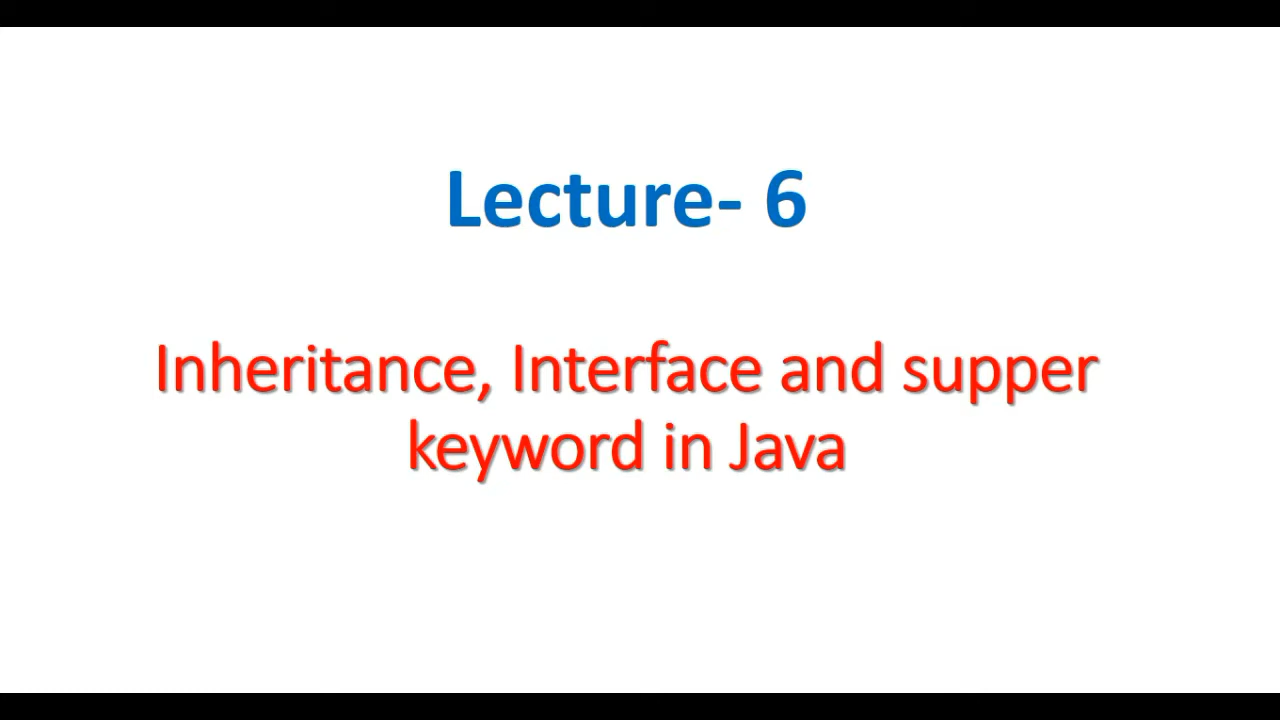 Lecture- 6
Inheritance, Interface and supper
keyword in Java